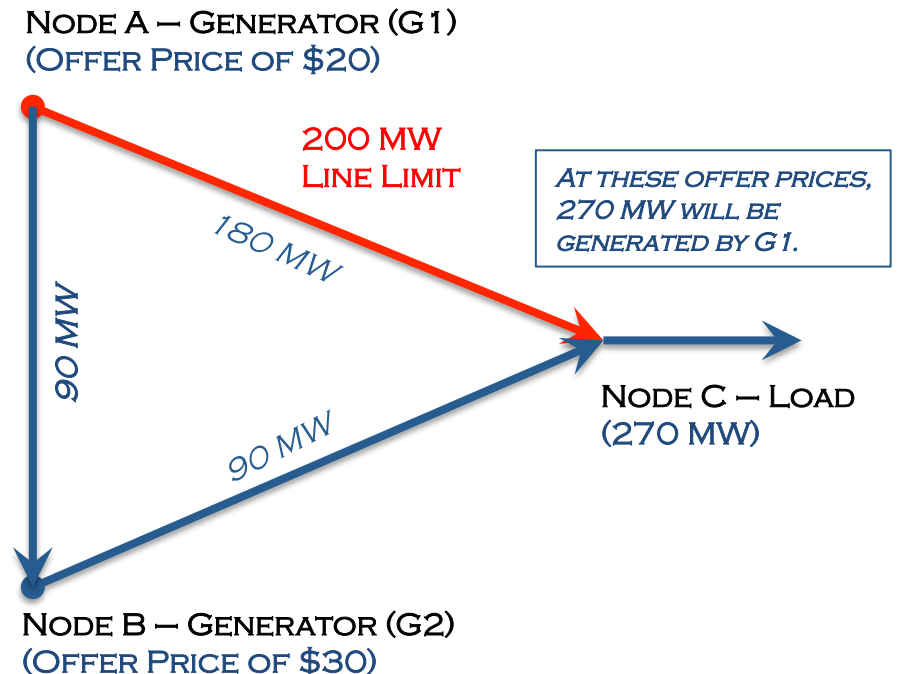 Node A – Generator (G1)
(Offer Price of $20)
200 MW
Line Limit
At these offer prices,
270 MW will be
generated by G1.
180 MW
90 MW
90 MW
Node C – Load
(270 MW)
Node B – Generator (G2)
(Offer Price of $30)